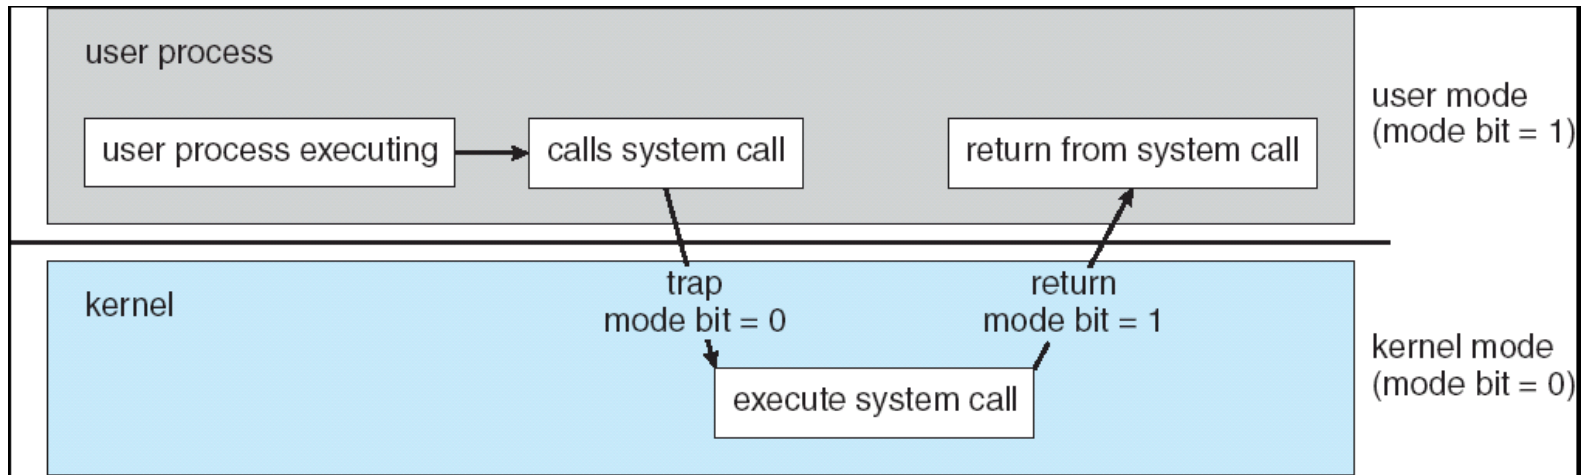 user process
user process executing
calls system call
return from system call
user mode
(mode bit = 1)
kernel
trap
mode bit = 0
return
mode bit = 1
execute system call
kernel mode
(mode bit = 0)